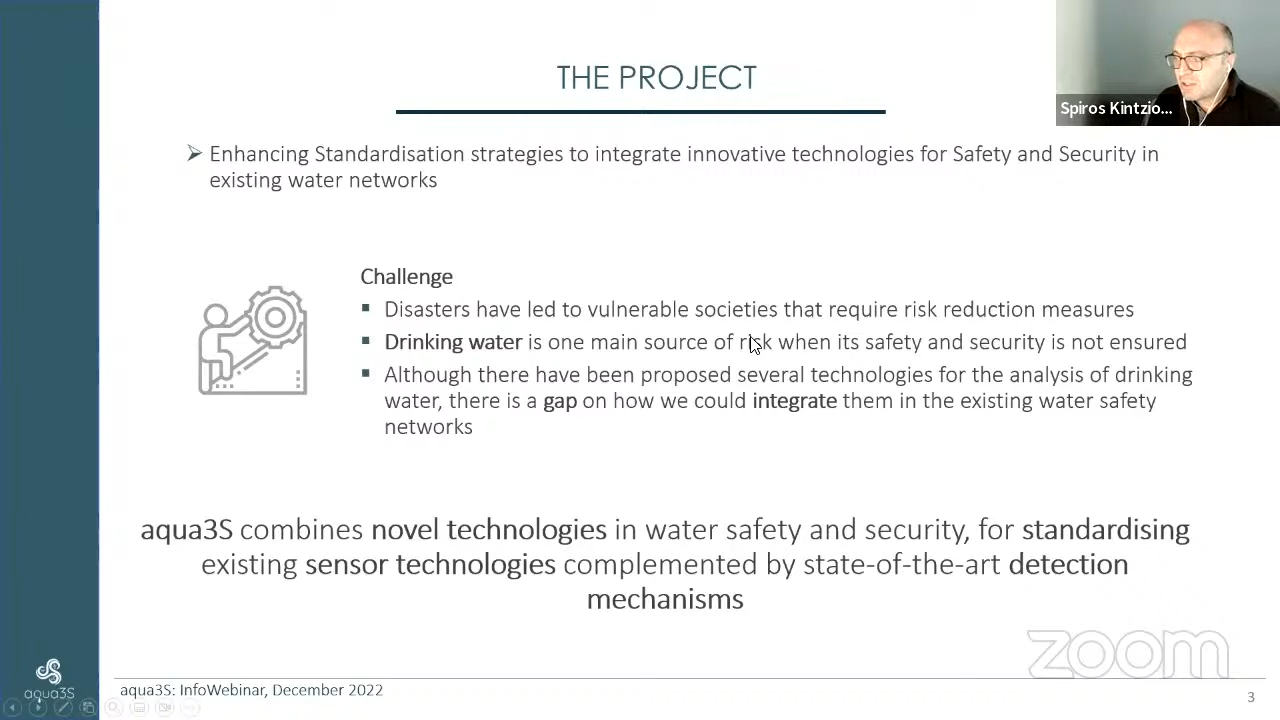 THE PROJECT
Spiros Kintzio...
➢ Enhancing Standardisation strategies to integrate innovative technologies for Safety and Security in
existing water networks
Challenge
▪ Disasters have led to vulnerable societies that require risk reduction measures
▪ Drinking water is one main source of risk when its safety and security is not ensured
▪ Although there have been proposed several technologies for the analysis of drinking
water, there is a gap on how we could integrate them in the existing water safety
networks
aqua3S combines novel technologies in water safety and security, for standardising
existing sensor technologies complemented by state-of-the-art detection
mechanisms
zoom
aqua3S
aqua3S: InfoWebinar, December 2022
3